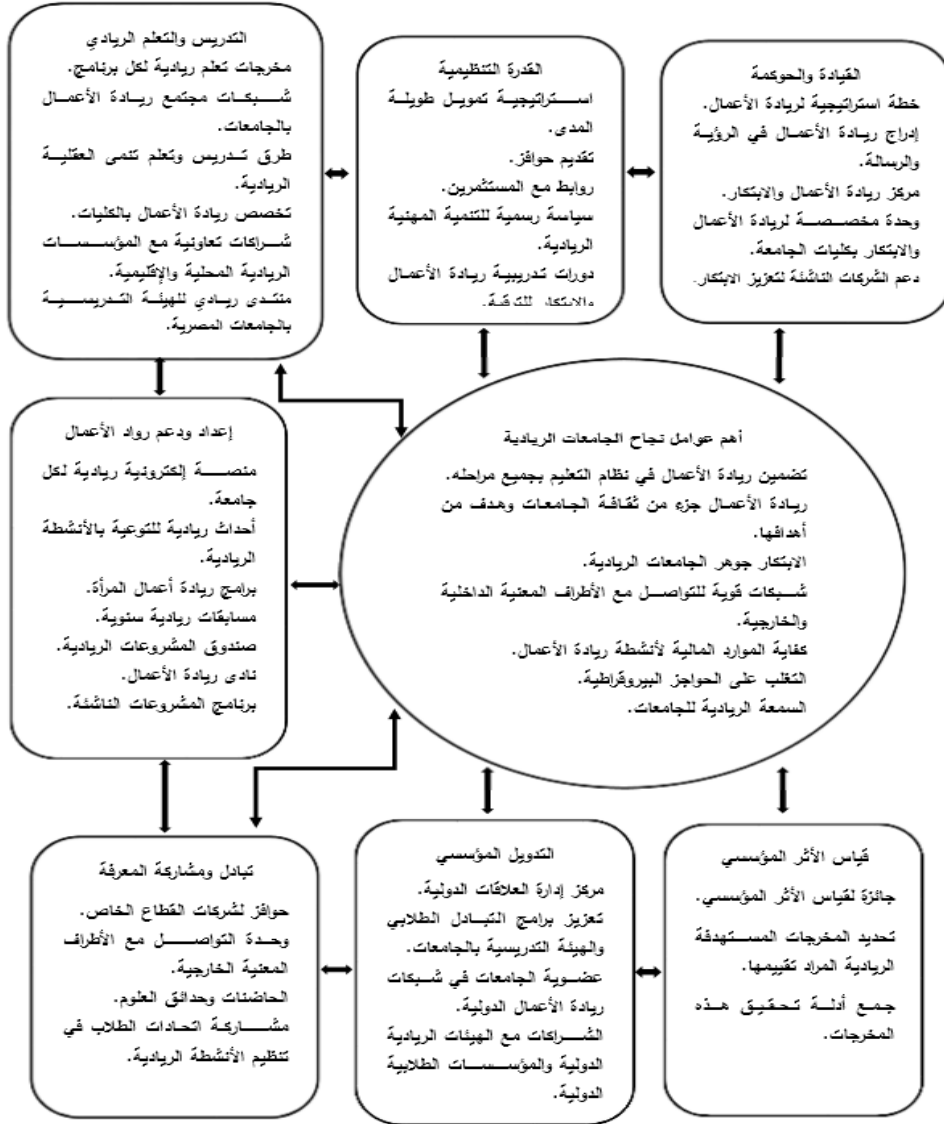 القيادة والحوكمة
خطة استراتيجية لريادة الأعمال.
إدراج ريادة الأعمال في الرؤية
والرسالة.
مركز ريادة الأعمال والابتكار.
وحدة مخصصة لريادة الأعمال
والابتكار بكليات الجامعة.
دعم الشركات الناشئة لتعزيز الابتكار.
القدرة التنظيمية
استراتيجية تمويل طويلة
المدى.
تقديم حوافز.
روابط مع المستثمرين.
سياسة رسمية للتنمية المهنية
الريادية.
دورات تدريبية ريادة الأعمال
والابتكار للترقية.
التدريس والتعلم الريادي
مخرجات تعلم ريادية لكل برنامج.
شبكات مجتمع ريادة الأعمال
بالجامعات.
طرق تدريس وتعلم تنمى العقلية
الريادية.
تخصص ريادة الأعمال بالكليات.
شراكات تعاونية مع المؤسسات
الريادية المحلية والإقليمية.
منتدى ريادي للهيئة التدريسية
بالجامعات المصرية.
أهم عوامل نجاح الجامعات الريادية
تضمين ريادة الأعمال في نظام التعليم بجميع مراحله.
ريادة الأعمال جزء من ثقافة الجامعات وهدف من
أهدافها.
الابتكار جوهر الجامعات الريادية.
شبكات قوية للتواصل مع الأطراف المعنية الداخلية
والخارجية.
كفاية الموارد المالية لأنشطة ريادة الأعمال.
التغلب على الحواجز البيروقراطية.
السمعة الريادية للجامعات.
إعداد ودعم رواد الأعمال
منصة إلكترونية ريادية لكل
جامعة.
أحداث ريادية للتوعية بالأنشطة
الريادية.
برامج ريادة أعمال المرأة.
مسابقات ريادية سنوية.
صندوق المشروعات الريادية.
نادى ريادة الأعمال.
برنامج المشروعات الناشئة.
قياس الأثر المؤسسي
جائزة لقياس الأثر المؤسسي.
تحديد المخرجات المستهدفة
الريادية المراد تقييمها.
جمع أدلة تحقيق هذه
المخرجات.
التدويل المؤسسي
مركز إدارة العلاقات الدولية.
تعزيز برامج التبادل الطلابي
والهيئة التدريسية بالجامعات.
عضوية الجامعات في شبكات
ريادة الأعمال الدولية.
الشراكات مع الهيئات الريادية
الدولية والمؤسسات الطلابية
الدولية.
تبادل ومشاركة المعرفة
حوافز لشركات القطاع الخاص.
وحدة التواصل مع الأطراف
المعنية الخارجية.
الحاضنات وحدائق العلوم.
مشاركة اتحادات الطلاب في
تنظيم الأنشطة الريادية.